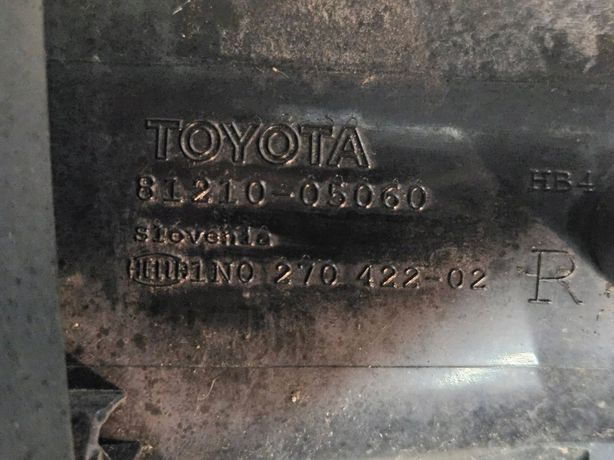 TOYOTA
81210-05060 HB4
Slovenia
1N0 270 422-02 R